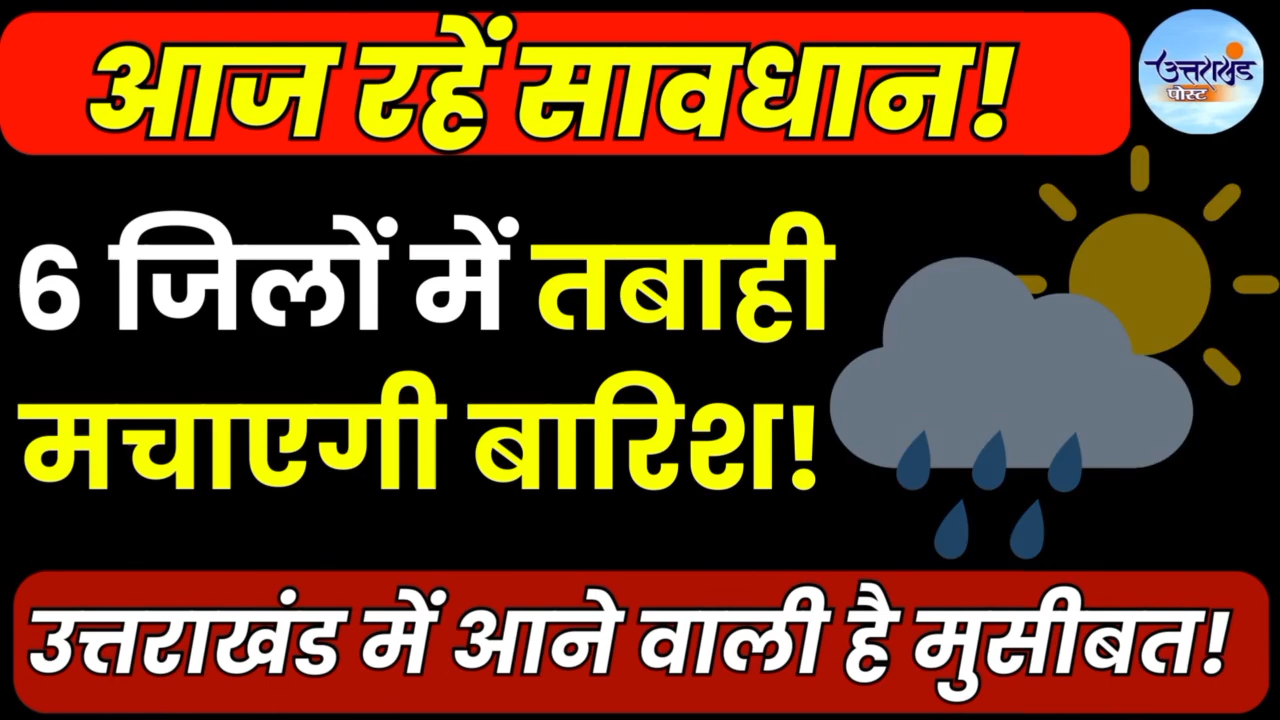 आज रहें सावधान!
उत्तराखंड
पोस्ट
6 जिलों में तबाही
मचाएगी बारिश!
उत्तराखंड में आने वाली है मुसीबत!